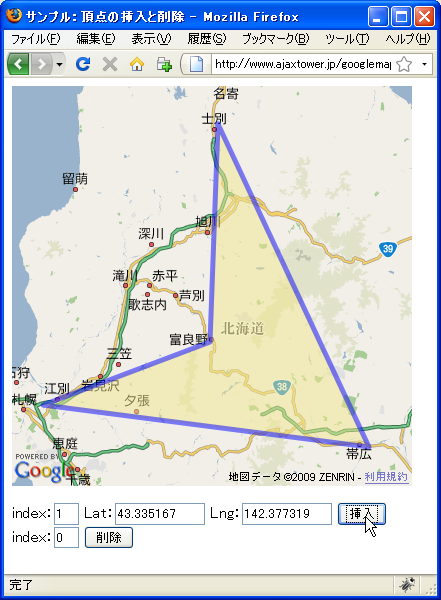 サンプル: 頂点の挿入と削除 - Mozilla Firefox
ファイル(F) 編集(E) 表示(V) 履歴(S) ブックマーク(B) ツール(T) ヘルプ(H)
http://www.ajaxtower.jp/googlemap
名寄
士別
留萌
旭川
深川
39
滝川 赤平
歌志内 芦別
富良野 北海道
三笠
石狩
岩見沢
江別
38
札幌
夕張
恵庭
帯広
POWERED BY
Google
千歳
地図データ ©2009 ZENRIN - 利用規約
index: 1 Lat: 43.335167 Lng: 142.377319 挿入
index: 0 削除
完了